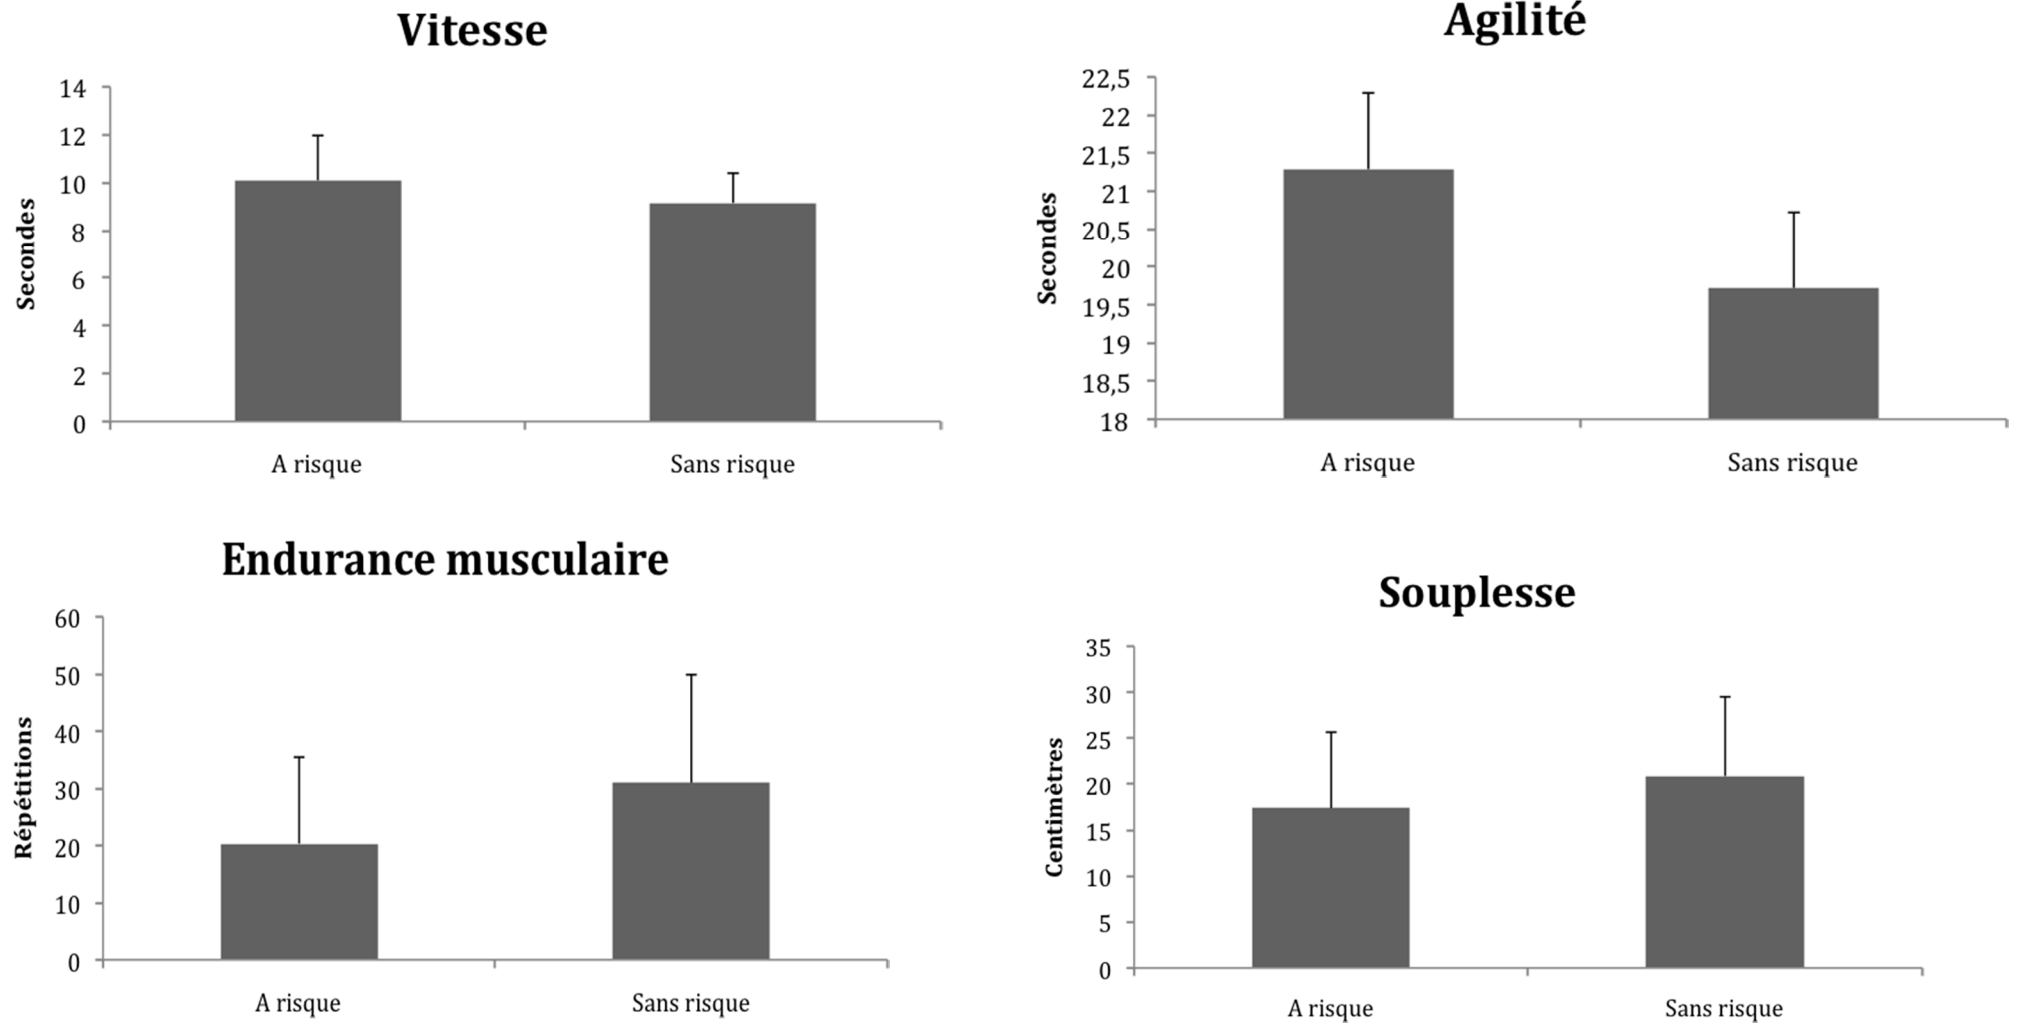 Vitesse
14
12
10
8
6
4
2
0
Secondes
A risque
Sans risque
Agilité
22,5
22
21,5
21
20,5
20
19,5
19
18,5
18
Secondes
A risque
Sans risque
Endurance musculaire
60
50
40
30
20
10
0
Répétitions
A risque
Sans risque
Souplesse
35
30
25
20
15
10
5
0
Centimètres
A risque
Sans risque